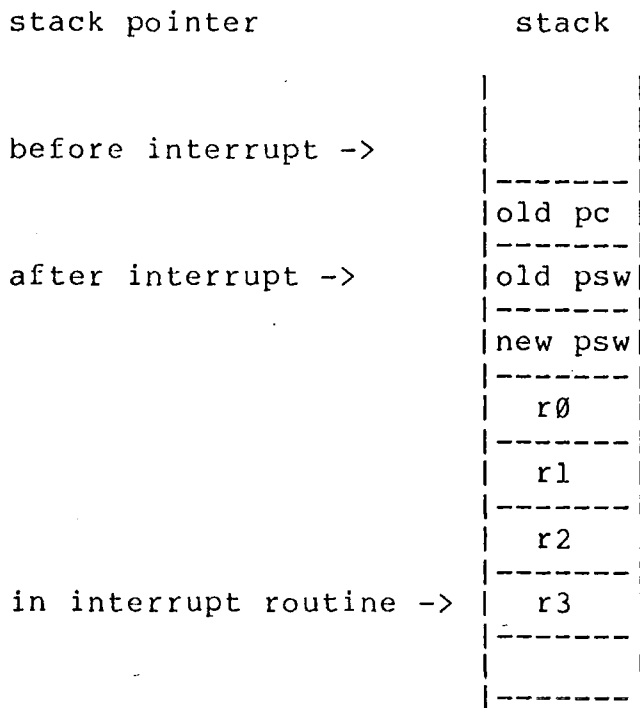 stack pointer stack
before interrupt ->
old pc
after interrupt -> old psw
new psw
r0
r1
r2
in interrupt routine -> r3